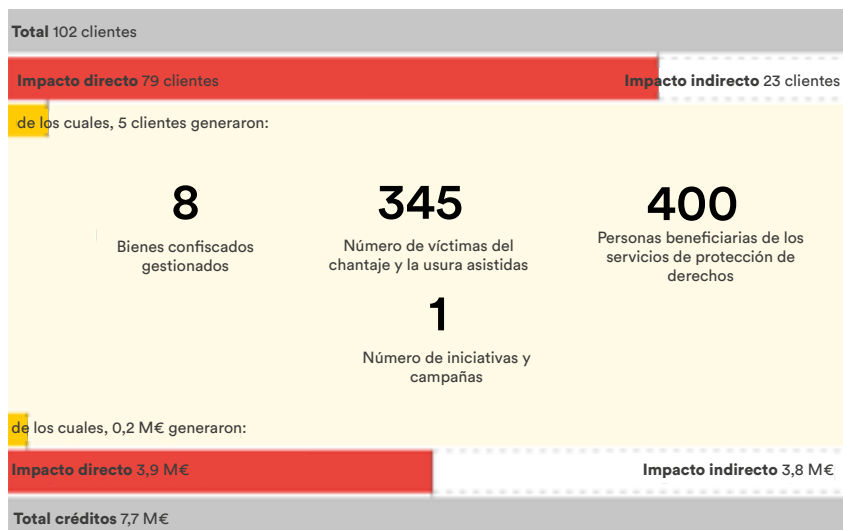 Total 102 clientes
Impacto directo 79 clientes
Impacto indirecto 23 clientes
de los cuales, 5 clientes generaron:
8
Bienes confiscados
gestionados
345
Número de víctimas del
chantaje y la usura asistidas
400
Personas beneficiarias de los
servicios de protección de
derechos
1
Número de iniciativas y
campañas
de los cuales, 0,2 M€ generaron:
Impacto directo 3,9 M€
Impacto indirecto 3,8 M€
Total créditos 7,7 M€